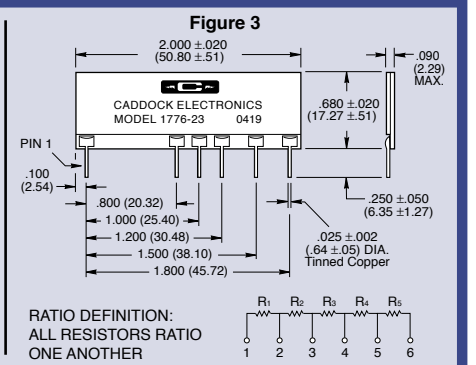 Figure 3
2.000 ±.020
(50.80 ±.51)
.090
(2.29)
MAX.
CADDOCK ELECTRONICS
MODEL 1776-23 0419
.680 ±.020
(17.27 ±.51)
PIN 1
.100
(2.54)
.800 (20.32)
1.000 (25.40)
1.200 (30.48)
1.500 (38.10)
1.800 (45.72)
.250 ±.050
(6.35 ±1.27)
.025 ±.002
(.64 ±.05) DIA.
Tinned Copper
RATIO DEFINITION:
ALL RESISTORS RATIO
ONE ANOTHER
R1 R2 R3 R4 R5
1 2 3 4 5 6